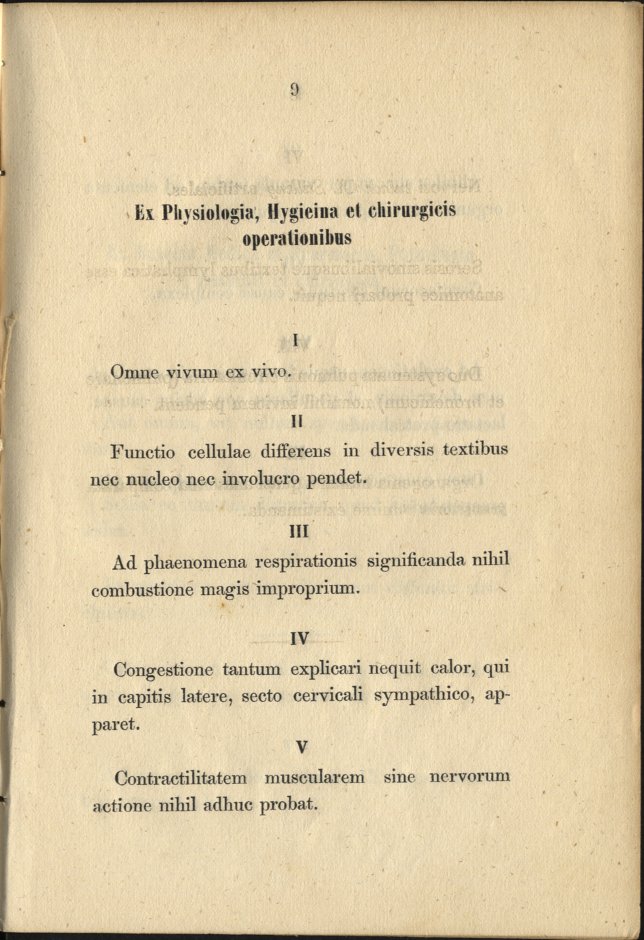 9
Ex Physiologia, Hygieina et chirurgicis
operationibus
I
Omne vivum ex vivo.
II
Functio cellulae differens in diversis textibus
nec nucleo nec involucro pendet.
III
Ad phaenomena respirationis significanda nihil
combustione magis improprium.
IV
Congestione tantum explicari nequit calor, qui
in capitis latere, secto cervicali sympathico, ap-
paret.
V
Contractilitatem muscularem sine nervorum
actione nihil adhuc probat.